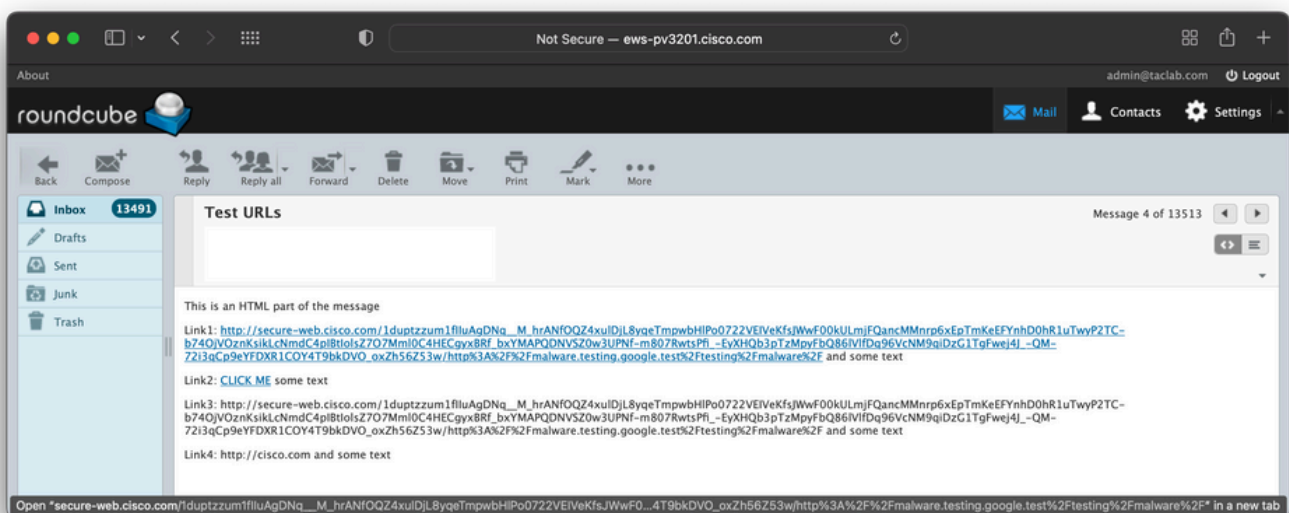 Not Secure — ews-pv3201.cisco.com
About
admin@taclab.com Logout
roundcube
Mail Contacts Settings
Back Compose Reply Reply all Forward Delete Move Print Mark More
Inbox 13491
Drafts
Sent
Junk
Trash
Test URLs
Message 4 of 13513
This is an HTML part of the message
Link1: http://secure-web.cisco.com/1duptzzum1fIluAgDNq__M_hrANfOQZ4xulDjL8yqeTmpwbHlPo0722VEIVeKfsJWwF00kULmjFQancMMnrp6xEpTmKeEFYnhD0hR1uTwyP2TC-
b74OjVOznKsikLcNmdC4plBtIolsZ7O7Mml0C4HECgyxBRf_bxYMAPQDNVSZ0w3UPNf-m807RwtsPfi_-EyXHQb3pTzMpyFbQ86lVlfDq96VcNM9qiDzG1TgFwej4J_-QM-
72i3qCp9eYFDXR1COY4T9bkDVO_oxZh56Z53w/http%3A%2F%2Fmalware.testing.google.test%2Ftesting%2Fmalware%2F and some text
Link2: CLICK ME some text
Link3: http://secure-web.cisco.com/1duptzzum1fIluAgDNq__M_hrANfOQZ4xulDjL8yqeTmpwbHlPo0722VEIVeKfsJWwF00kULmjFQancMMnrp6xEpTmKeEFYnhD0hR1uTwyP2TC-
b74OjVOznKsikLcNmdC4plBtIolsZ7O7Mml0C4HECgyxBRf_bxYMAPQDNVSZ0w3UPNf-m807RwtsPfi_-EyXHQb3pTzMpyFbQ86lVlfDq96VcNM9qiDzG1TgFwej4J_-QM-
72i3qCp9eYFDXR1COY4T9bkDVO_oxZh56Z53w/http%3A%2F%2Fmalware.testing.google.test%2Ftesting%2Fmalware%2F and some text
Link4: http://cisco.com and some text
Open "secure-web.cisco.com/1duptzzum1fIluAgDNq__M_hrANfOQZ4xulDjL8yqeTmpwbHlPo0722VEIVeKfsJWwF0...4T9bkDVO_oxZh56Z53w/http%3A%2F%2Fmalware.testing.google.test%2Ftesting%2Fmalware%2F" in a new tab